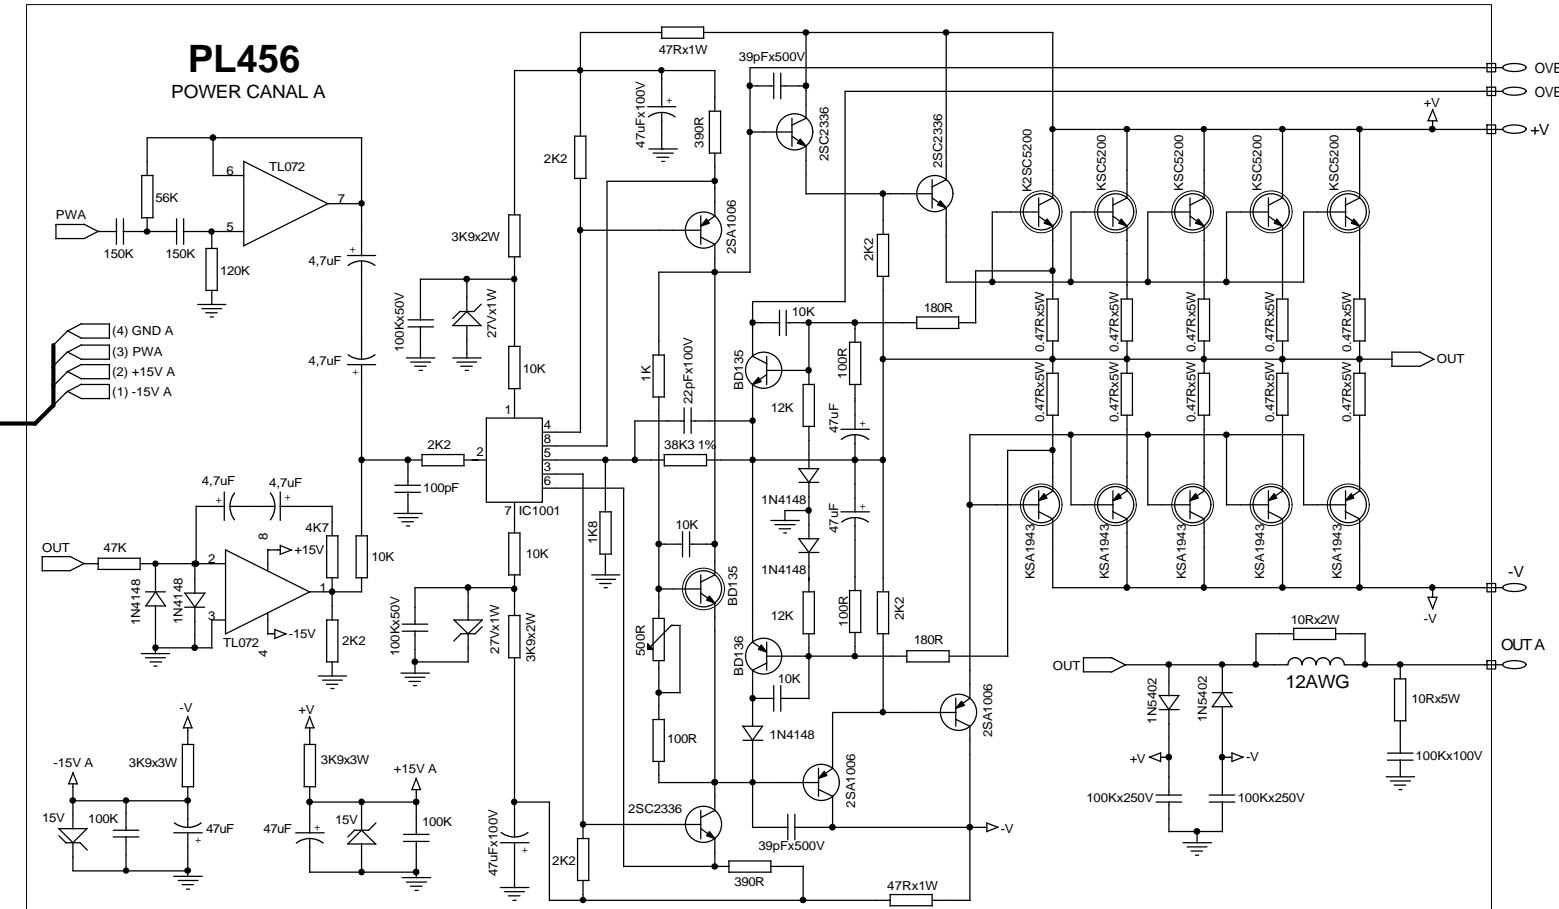 PL456
POWER CANAL A
47Rx1W
39pFx500V
OVE
OVE
+V
+V
47uFx100V
390R
2SC2336
2SC2336
K2SC5200
KSC5200
KSC5200
KSC5200
KSC5200
2K2
TL072
6
7
5
56K
PWA
150K
150K
120K
4,7uF
3K9x2W
2SA1006
2K2
100Kx50V
27Vx1W
10K
180R
0.47Rx5W
0.47Rx5W
0.47Rx5W
0.47Rx5W
0.47Rx5W
(4) GND A
(3) PWA
(2) +15V A
(1) -15V A
4,7uF
10K
1K
22pFx100V
BD135
100R
OUT
12K
47uF
0.47Rx5W
0.47Rx5W
0.47Rx5W
0.47Rx5W
0.47Rx5W
1
4
8
5
3
6
2
7
IC1001
2K2
38K3 1%
100pF
1N4148
4,7uF
4,7uF
4K7
10K
1K8
10K
10K
47uF
1N4148
KSA1943
KSA1943
KSA1943
KSA1943
KSA1943
OUT
47K
2
3
1
8
4
+15V
-15V
1N4148
1N4148
TL072
2K2
100Kx50V
27Vx1W
3K9x2W
500R
BD135
12K
100R
2K2
-V
-V
BD136
180R
10K
10Rx2W
OUT A
OUT
12AWG
1N5402
1N5402
10Rx5W
-V
+V
3K9x3W
3K9x3W
100R
1N4148
2SA1006
2SA1006
+V
-V
100Kx100V
-15V A
+15V A
100Kx250V
100Kx250V
15V
100K
47uF
47uF
15V
100K
2SC2336
47uFx100V
39pFx500V
-V
2K2
390R
47Rx1W